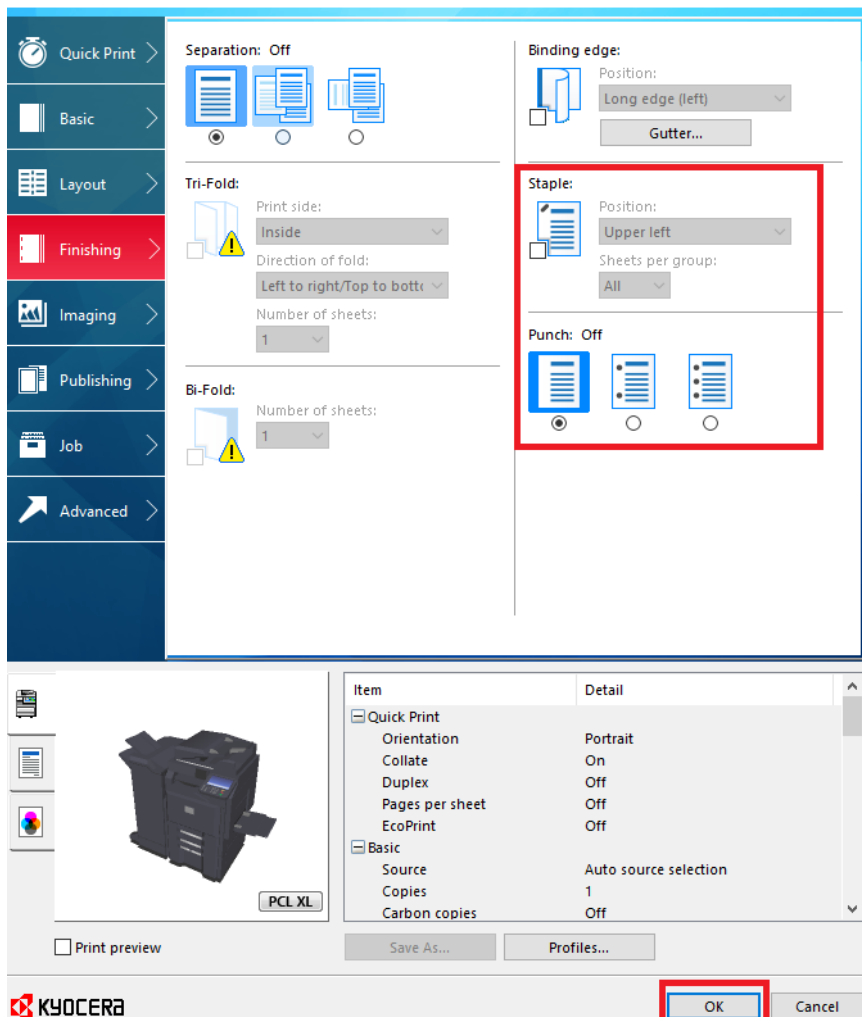 Quick Print
Basic
Layout
Finishing
Imaging
Publishing
Job
Advanced
Separation: Off
Tri-Fold:
Print side:
Inside
Direction of fold:
Left to right/Top to botto
Number of sheets:
1
Bi-Fold:
Number of sheets:
1
Binding edge:
Position:
Long edge (left)
Gutter...
Staple:
Position:
Upper left
Sheets per group:
All
Punch: Off
Item Detail
Quick Print
Orientation Portrait
Collate On
Duplex Off
Pages per sheet Off
EcoPrint Off
Basic
Source Auto source selection
Copies 1
Carbon copies Off
PCL XL
Print preview
Save As...
Profiles...
KYOCERA
OK
Cancel